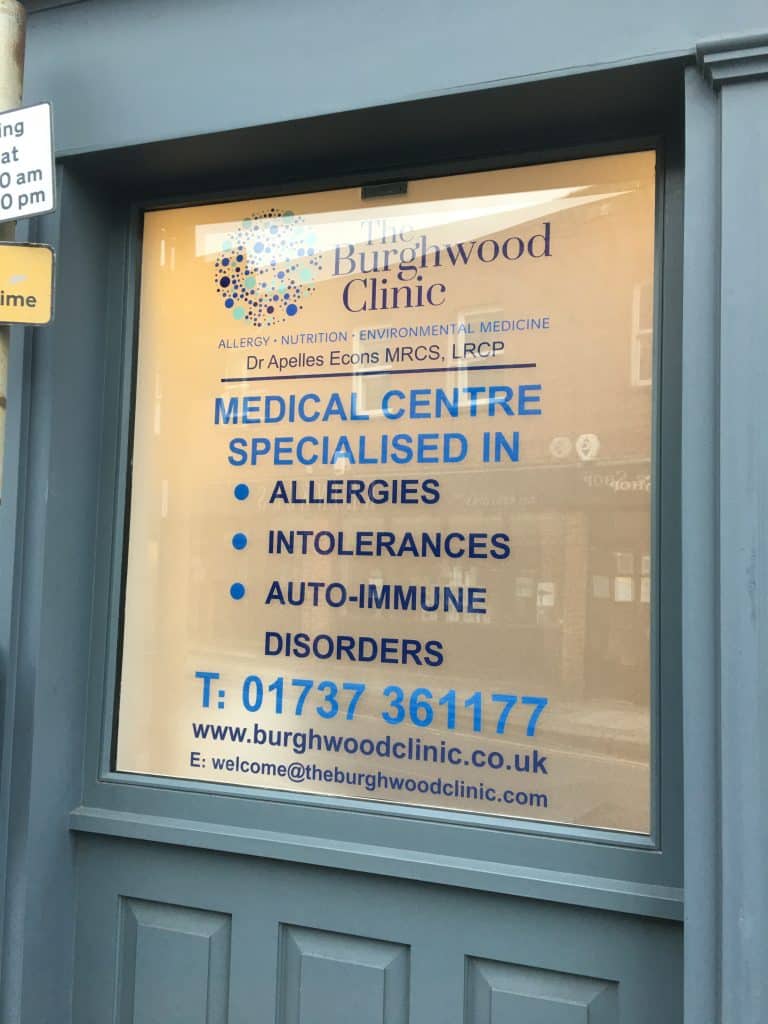 ing
at
0 am
0 pm
ime
The
Burghwood
Clinic
ALLERGY · NUTRITION · ENVIRONMENTAL MEDICINE
Dr Apelles Econs MRCS, LRCP
MEDICAL CENTRE
SPECIALISED IN
• ALLERGIES
• INTOLERANCES
• AUTO-IMMUNE
DISORDERS
T: 01737 361177
www.burghwoodclinic.co.uk
E: welcome@theburghwoodclinic.com